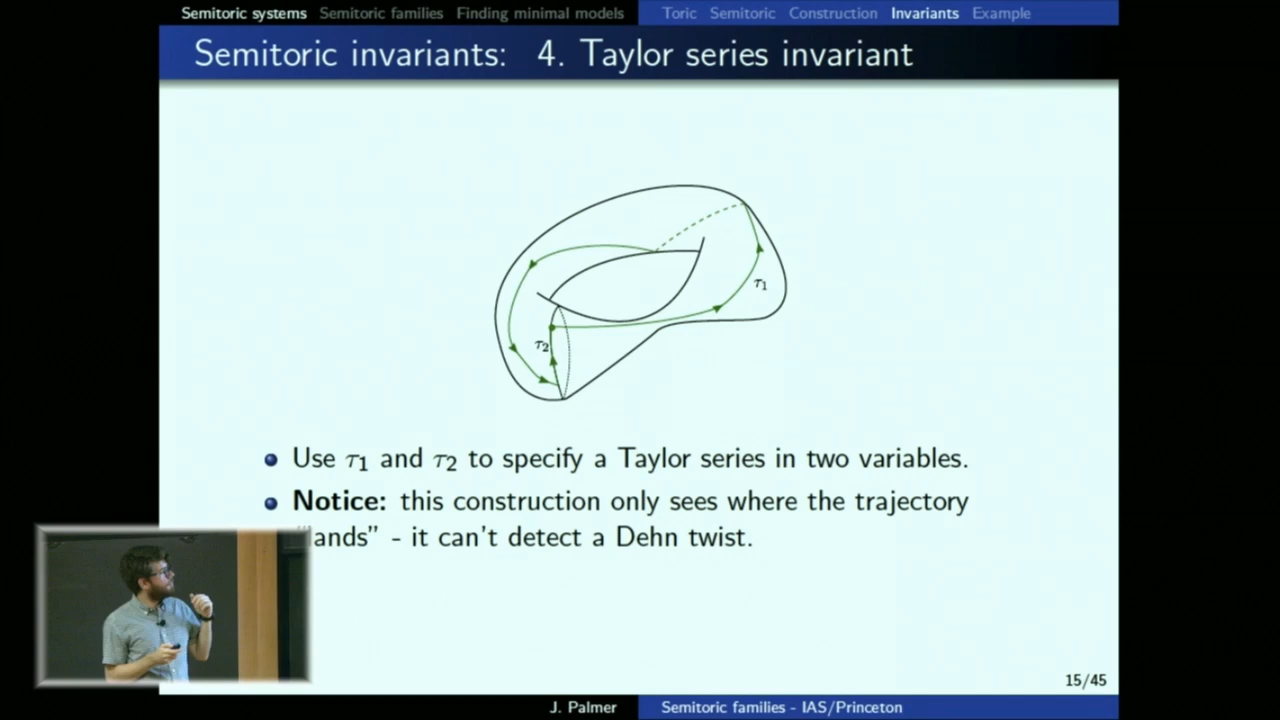 Semitoric systems Semitoric families Finding minimal models Toric Semitoric Construction Invariants Example
Semitoric invariants: 4. Taylor series invariant
τ1
τ2
Use τ1 and τ2 to specify a Taylor series in two variables.
Notice: this construction only sees where the trajectory
ands" - it can't detect a Dehn twist.
15/45
J. Palmer Semitoric families - IAS/Princeton